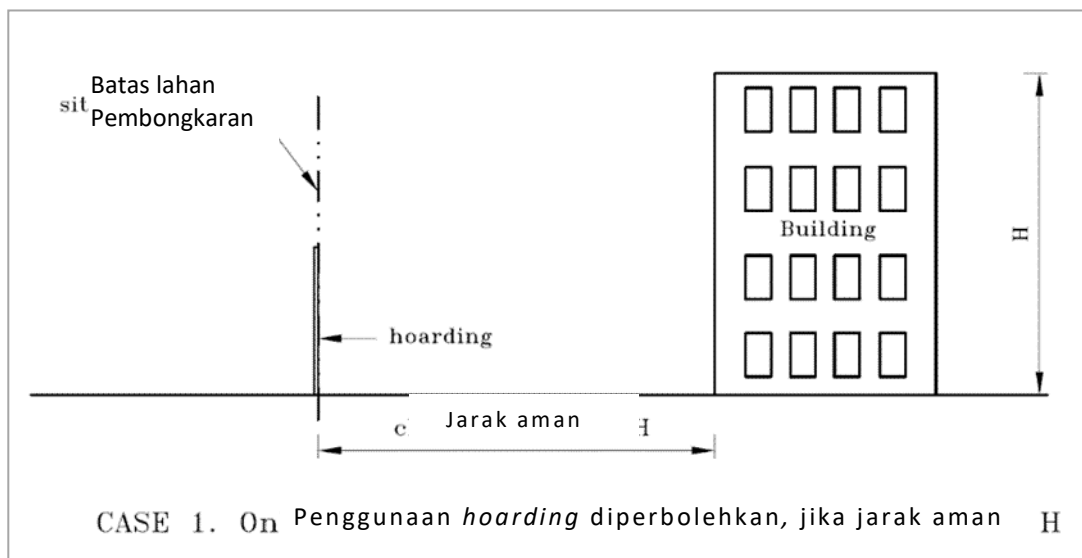 Batas lahan
sit Pembongkaran
Building
H
hoarding
Jarak aman H
CASE 1. On Penggunaan hoarding diperbolehkan, jika jarak aman H